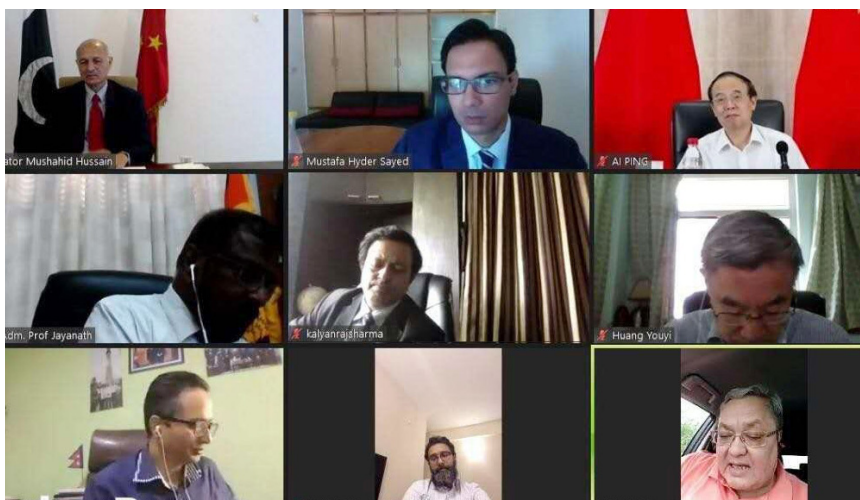 ator Mushahid Hussain
Mustafa Hyder Sayed
AI PING
Adm. Prof Jayanath
kalyanrajsharma
Huang Youyi